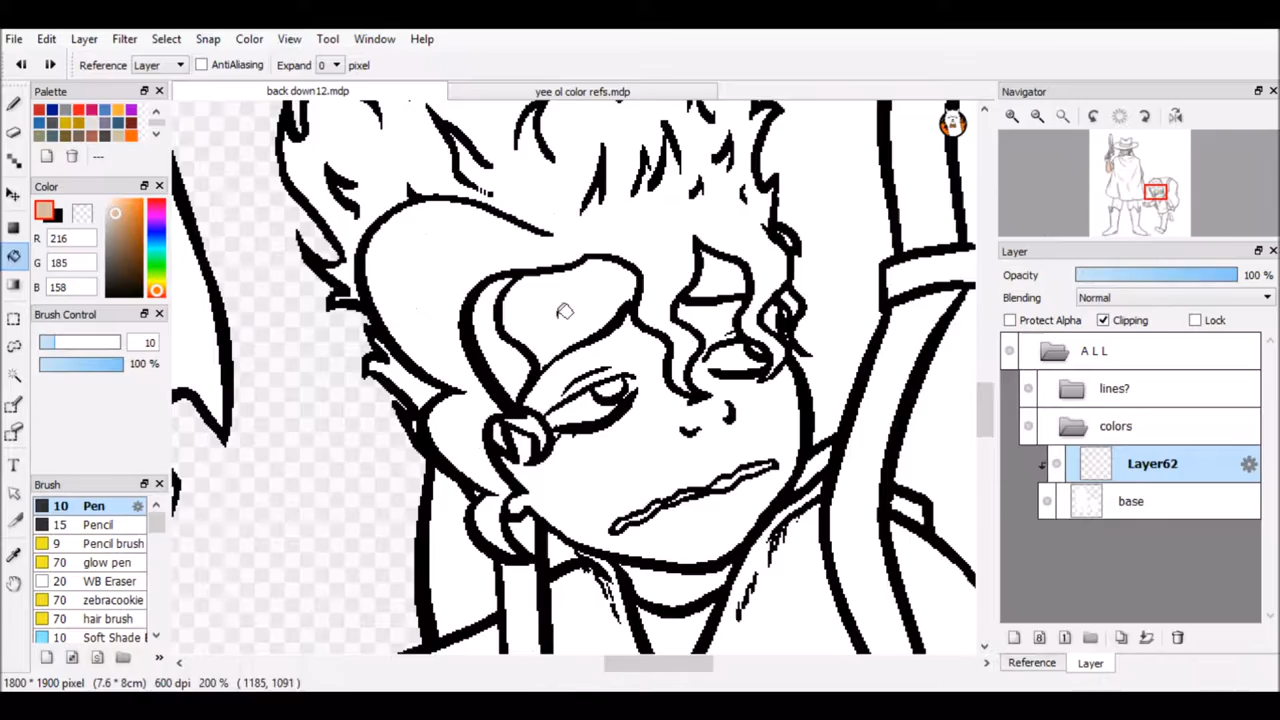 File Edit Layer Filter Select Snap Color View Tool Window Help
Reference Layer AntiAliasing Expand 0 pixel
Palette
back down12.mdp
yee ol color refs.mdp
Navigator
---
Color
R 216
G 185
B 158
Brush Control
10
100 %
Brush
10 Pen
15 Pencil
9 Pencil brush
70 glow pen
20 WB Eraser
70 zebracookie
70 hair brush
10 Soft Shade
Layer
Opacity 100 %
Blending Normal
Protect Alpha Clipping Lock
A L L
lines?
colors
Layer62
base
Reference Layer
1800 * 1900 pixel (7.6 * 8cm) 600 dpi 200 % ( 1185, 1091 )